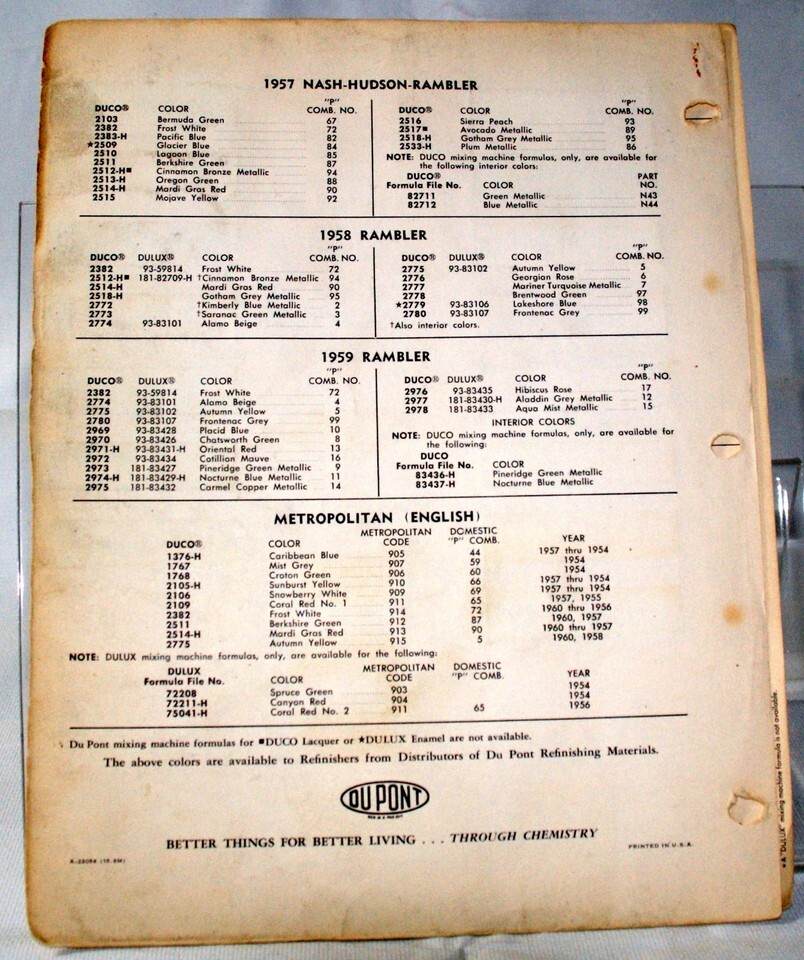 1957 NASH-HUDSON-RAMBLER
DUCO® COLOR "P" COMB. NO.
2103 Bermuda Green 67
2382 Frost White 72
2383-H Pacific Blue 82
★2509 Glacier Blue 84
2510 Lagoon Blue 85
2511 Berkshire Green 87
2512-H■ Cinnamon Bronze Metallic 94
2513-H Oregon Green 88
2514-H Mardi Gras Red 90
2515 Mojave Yellow 92
DUCO® COLOR "P" COMB. NO.
2516 Sierra Peach 93
2517■ Avocado Metallic 89
2518-H Gotham Grey Metallic 95
2533-H Plum Metallic 86
NOTE: DUCO mixing machine formulas, only, are available for
the following interior colors:
DUCO® PART
Formula File No. COLOR NO.
82711 Green Metallic N43
82712 Blue Metallic N44
1958 RAMBLER
DUCO® DULUX® COLOR "P" COMB. NO.
2382 93-59814 Frost White 72
2512-H■ 181-82709-H †Cinnamon Bronze Metallic 94
2514-H Mardi Gras Red 90
2518-H Gotham Grey Metallic 95
2772 †Kimberly Blue Metallic 2
2773 †Saranac Green Metallic 3
2774 93-83101 Alamo Beige 4
DUCO® DULUX® COLOR "P" COMB. NO.
2775 93-83102 Autumn Yellow 5
2776 Georgian Rose 6
2777 Mariner Turquoise Metallic 7
2778 Brentwood Green 97
★2779 93-83106 Lakeshore Blue 98
2780 93-83107 Frontenac Grey 99
†Also interior colors.
1959 RAMBLER
DUCO® DULUX® COLOR "P" COMB. NO.
2382 93-59814 Frost White 72
2774 93-83101 Alamo Beige 4
2775 93-83102 Autumn Yellow 5
2780 93-83107 Frontenac Grey 99
2969 93-83428 Placid Blue 10
2970 93-83426 Chatsworth Green 8
2971-H 93-83431-H Oriental Red 13
2972 93-83434 Cotillion Mauve 16
2973 181-83427 Pineridge Green Metallic 9
2974-H 181-83429-H Nocturne Blue Metallic 11
2975 181-83432 Carmel Copper Metallic 14
DUCO® DULUX® COLOR "P" COMB. NO.
2976 93-83435 Hibiscus Rose 17
2977 181-83430-H Aladdin Grey Metallic 12
2978 181-83433 Aqua Mist Metallic 15
INTERIOR COLORS
NOTE: DUCO mixing machine formulas, only, are available for
the following:
DUCO
Formula File No. COLOR
83436-H Pineridge Green Metallic
83437-H Nocturne Blue Metallic
METROPOLITAN (ENGLISH)
DUCO® COLOR METROPOLITAN CODE DOMESTIC "P" COMB. YEAR
1376-H Caribbean Blue 905 44 1957 thru 1954
1767 Mist Grey 907 59 1954
1768 Croton Green 906 60 1954
2105-H Sunburst Yellow 910 66 1957 thru 1954
2106 Snowberry White 909 69 1957 thru 1954
2109 Coral Red No. 1 911 65 1957, 1955
2382 Frost White 914 72 1960 thru 1956
2511 Berkshire Green 912 87 1960, 1957
2514-H Mardi Gras Red 913 90 1960 thru 1957
2775 Autumn Yellow 915 5 1960, 1958
NOTE: DULUX mixing machine formulas, only, are available for the following:
DULUX
Formula File No. COLOR METROPOLITAN CODE DOMESTIC "P" COMB. YEAR
72208 Spruce Green 903 1954
72211-H Canyon Red 904 1954
75041-H Coral Red No. 2 911 65 1956
Du Pont mixing machine formulas for ■DUCO Lacquer or ★DULUX Enamel are not available.
The above colors are available to Refinishers from Distributors of Du Pont Refinishing Materials.
DU PONT
BETTER THINGS FOR BETTER LIVING . . . THROUGH CHEMISTRY
PRINTED IN U.S.A.
★A "DULUX" mixing machine formula is not available.